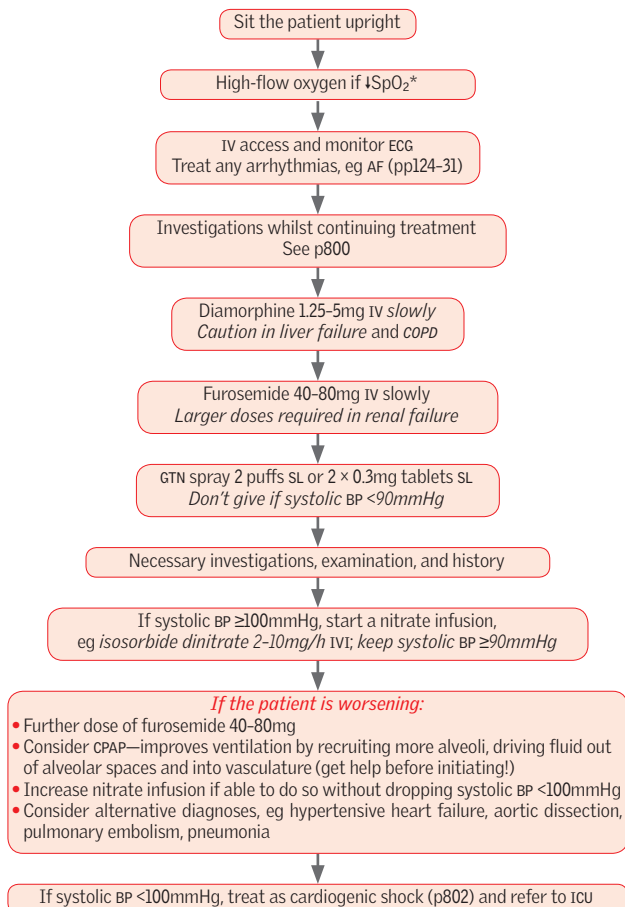 Sit the patient upright
High-flow oxygen if ↓SpO₂*
IV access and monitor ECG
Treat any arrhythmias, eg AF (pp124–31)
Investigations whilst continuing treatment
See p800
Diamorphine 1.25–5mg IV slowly
Caution in liver failure and COPD
Furosemide 40–80mg IV slowly
Larger doses required in renal failure
GTN spray 2 puffs SL or 2 × 0.3mg tablets SL
Don't give if systolic BP <90mmHg
Necessary investigations, examination, and history
If systolic BP ≥100mmHg, start a nitrate infusion,
eg isosorbide dinitrate 2–10mg/h IVI; keep systolic BP ≥90mmHg
If the patient is worsening:
• Further dose of furosemide 40–80mg
• Consider CPAP—improves ventilation by recruiting more alveoli, driving fluid out
of alveolar spaces and into vasculature (get help before initiating!)
• Increase nitrate infusion if able to do so without dropping systolic BP <100mmHg
• Consider alternative diagnoses, eg hypertensive heart failure, aortic dissection,
pulmonary embolism, pneumonia
If systolic BP <100mmHg, treat as cardiogenic shock (p802) and refer to ICU